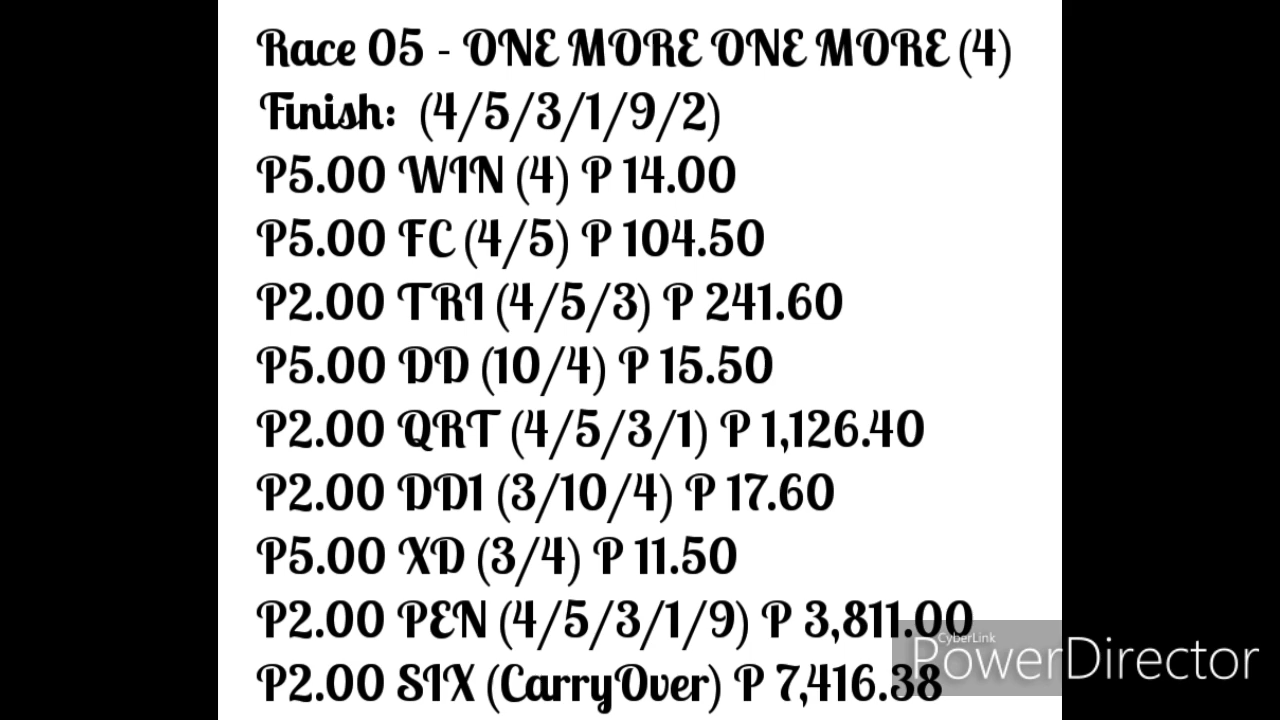 Race 05 - ONE MORE ONE MORE (4)
Finish: (4/5/3/1/9/2)
P5.00 WIN (4) P 14.00
P5.00 FC (4/5) P 104.50
P2.00 TRI (4/5/3) P 241.60
P5.00 DD (10/4) P 15.50
P2.00 QRT (4/5/3/1) P 1,126.40
P2.00 DD1 (3/10/4) P 17.60
P5.00 XD (3/4) P 11.50
P2.00 PEN (4/5/3/1/9) P 3,811.00
P2.00 SIX (CarryOver) P 7,416.38
CyberLink
PowerDirector